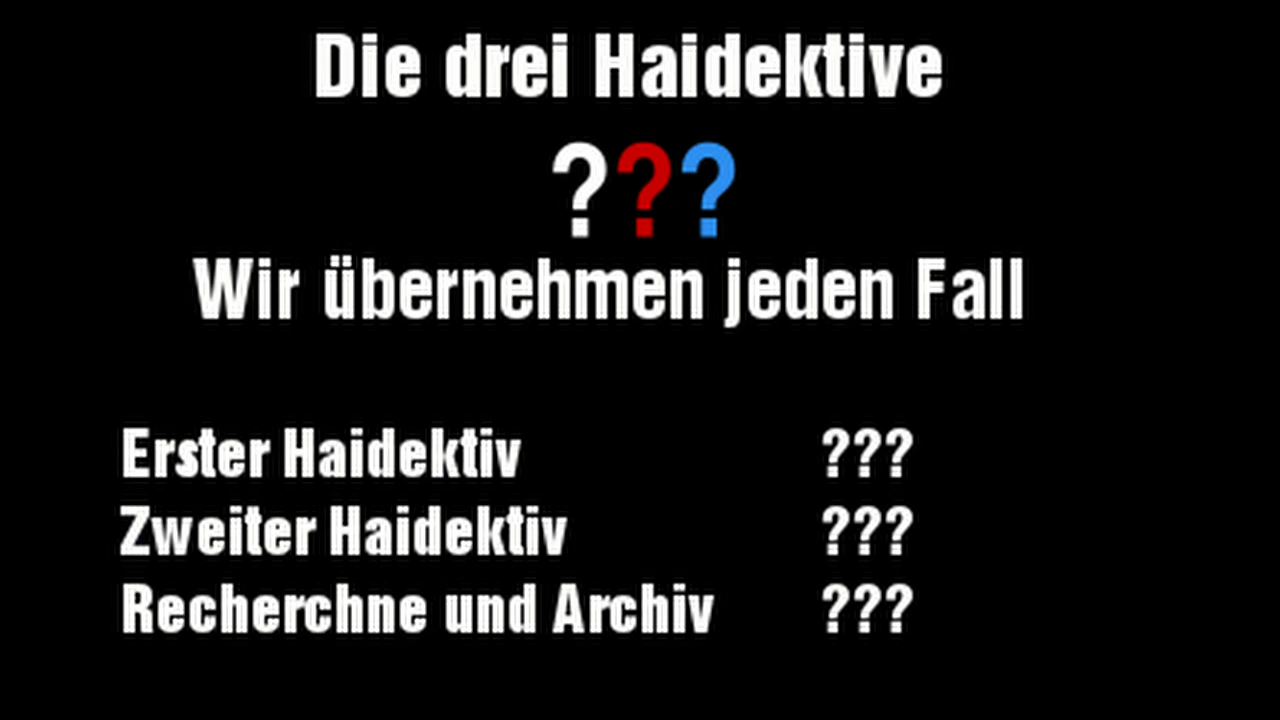 Die drei Haidektive
???
Wir übernehmen jeden Fall
Erster Haidektiv ???
Zweiter Haidektiv ???
Recherchne und Archiv ???